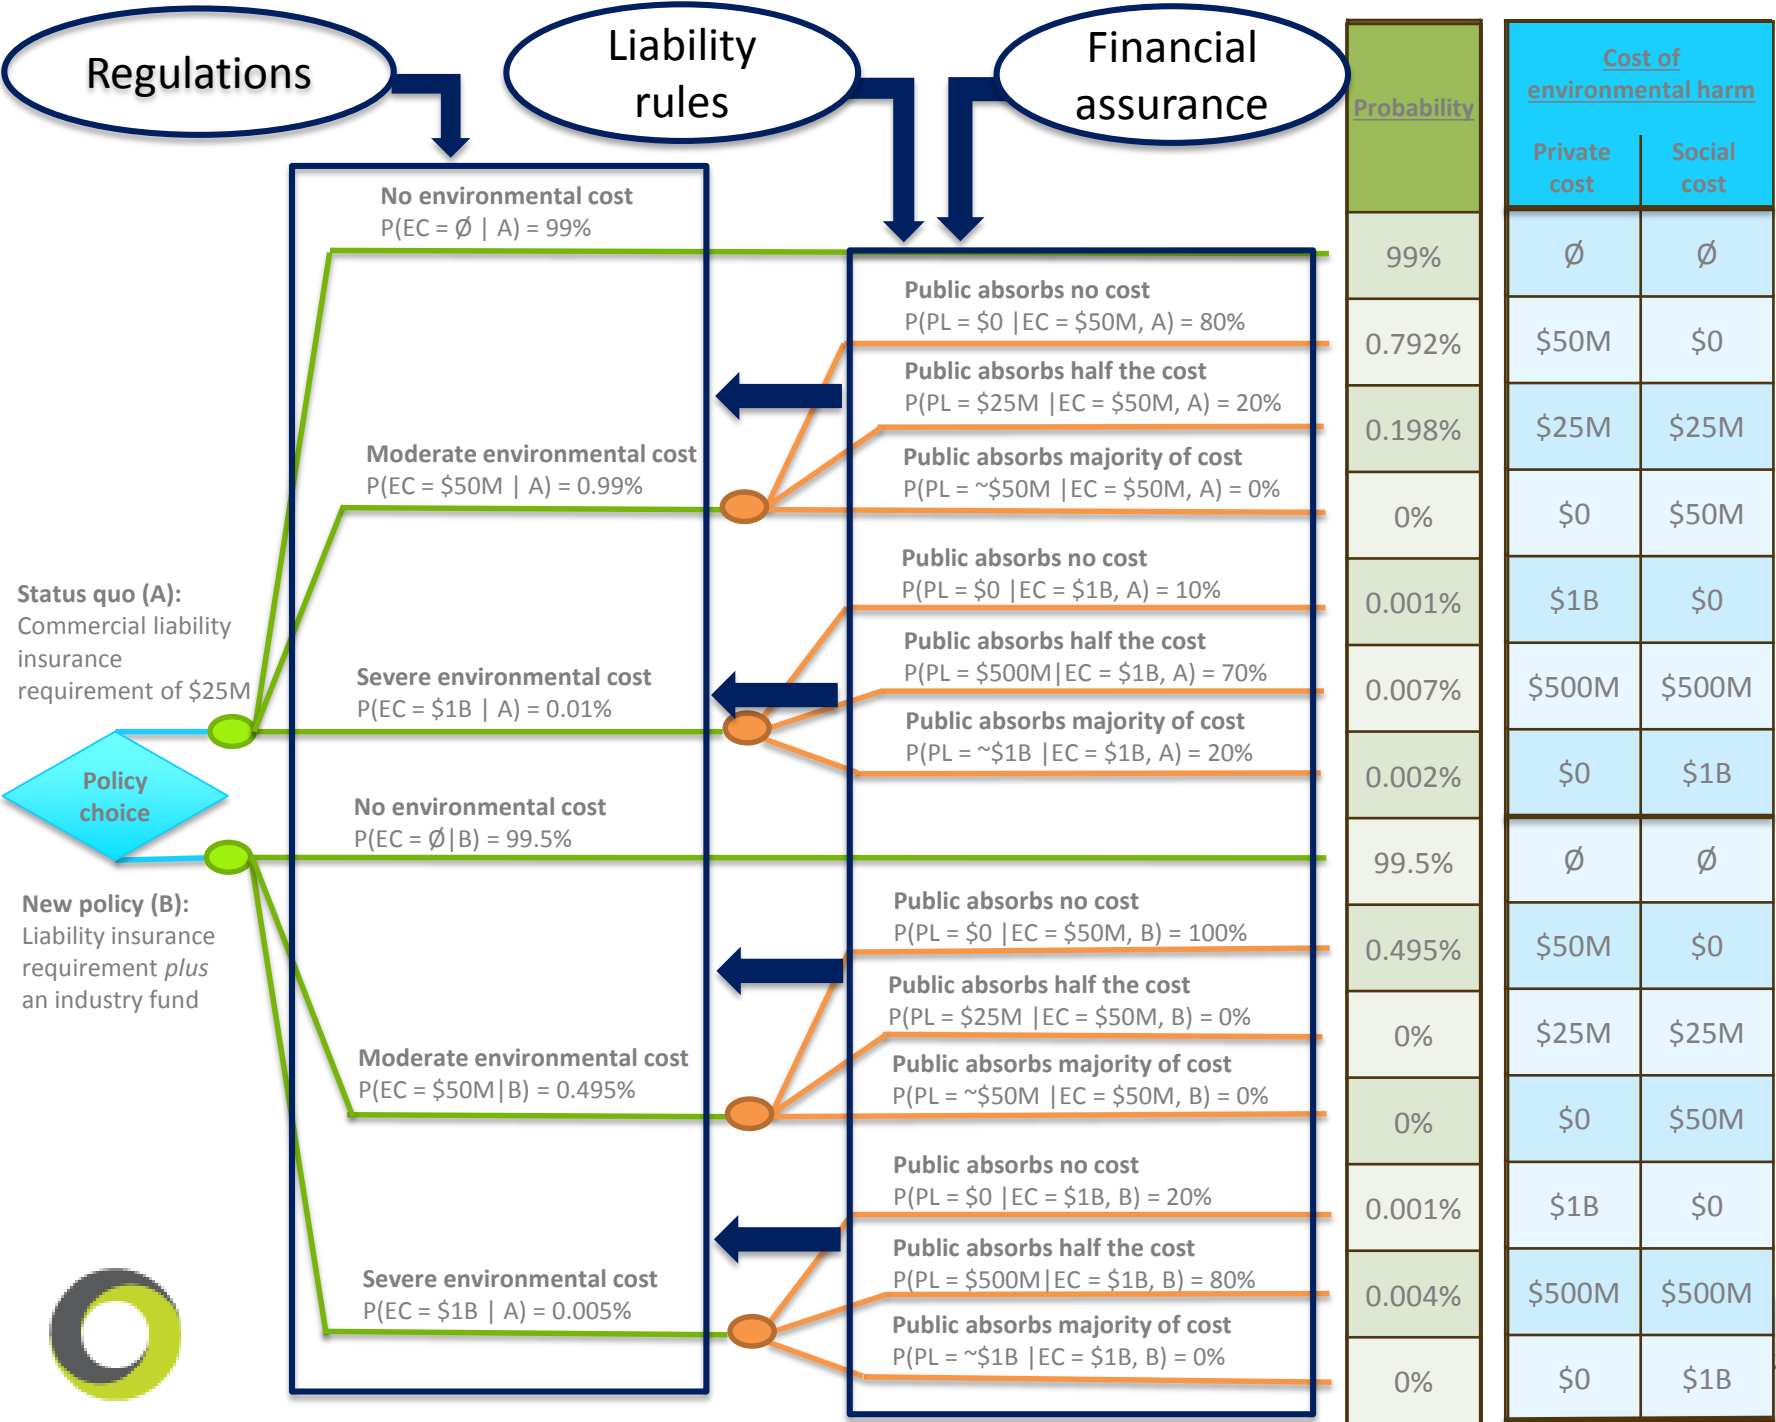 Regulations
Liability
rules
Financial
assurance
Probability
Cost of
environmental harm
Private
cost
Social
cost
No environmental cost
P(EC = Ø | A) = 99%
99%
Ø
Ø
Public absorbs no cost
P(PL = $0 |EC = $50M, A) = 80%
0.792%
$50M
$0
Public absorbs half the cost
P(PL = $25M |EC = $50M, A) = 20%
0.198%
$25M
$25M
Moderate environmental cost
P(EC = $50M | A) = 0.99%
Public absorbs majority of cost
P(PL = ~$50M |EC = $50M, A) = 0%
0%
$0
$50M
Public absorbs no cost
P(PL = $0 |EC = $1B, A) = 10%
0.001%
$1B
$0
Status quo (A):
Commercial liability
insurance
requirement of $25M
Severe environmental cost
P(EC = $1B | A) = 0.01%
Public absorbs half the cost
P(PL = $500M|EC = $1B, A) = 70%
0.007%
$500M
$500M
Public absorbs majority of cost
P(PL = ~$1B |EC = $1B, A) = 20%
0.002%
$0
$1B
Policy
choice
No environmental cost
P(EC = Ø|B) = 99.5%
99.5%
Ø
Ø
New policy (B):
Liability insurance
requirement plus
an industry fund
Public absorbs no cost
P(PL = $0 |EC = $50M, B) = 100%
0.495%
$50M
$0
Public absorbs half the cost
P(PL = $25M |EC = $50M, B) = 0%
0%
$25M
$25M
Moderate environmental cost
P(EC = $50M|B) = 0.495%
Public absorbs majority of cost
P(PL = ~$50M |EC = $50M, B) = 0%
0%
$0
$50M
Public absorbs no cost
P(PL = $0 |EC = $1B, B) = 20%
0.001%
$1B
$0
Severe environmental cost
P(EC = $1B | A) = 0.005%
Public absorbs half the cost
P(PL = $500M|EC = $1B, B) = 80%
0.004%
$500M
$500M
Public absorbs majority of cost
P(PL = ~$1B |EC = $1B, B) = 0%
0%
$0
$1B